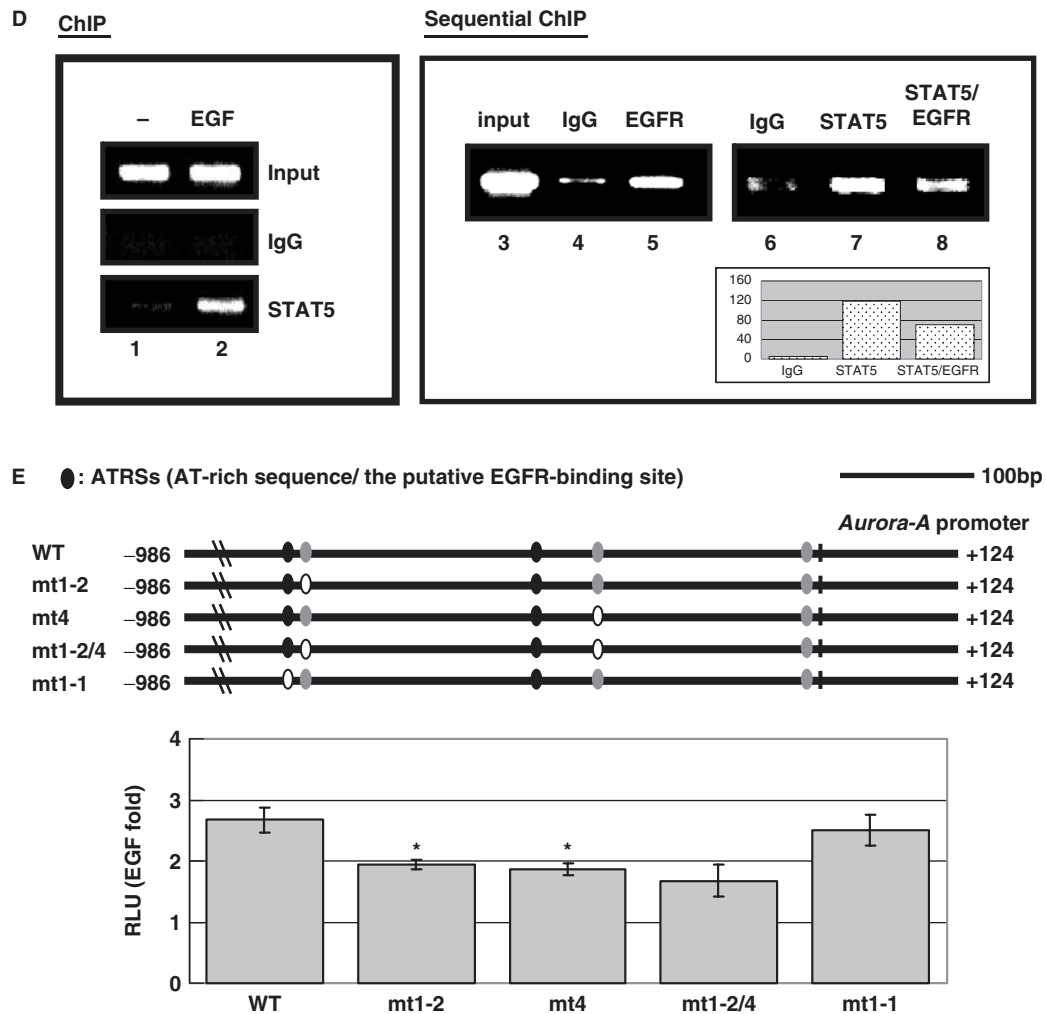 D ChIP Sequential ChIP
– EGF
Input
IgG
STAT5
1 2
input IgG EGFR
3 4 5
IgG STAT5 STAT5/
EGFR
6 7 8
160
120
80
40
0
IgG STAT5 STAT5/EGFR
E : ATRSs (AT-rich sequence/ the putative EGFR-binding site) 100bp
Aurora-A promoter
WT –986 +124
mt1-2 –986 +124
mt4 –986 +124
mt1-2/4 –986 +124
mt1-1 –986 +124
RLU (EGF fold)
4
3
2
1
0
* *
WT mt1-2 mt4 mt1-2/4 mt1-1